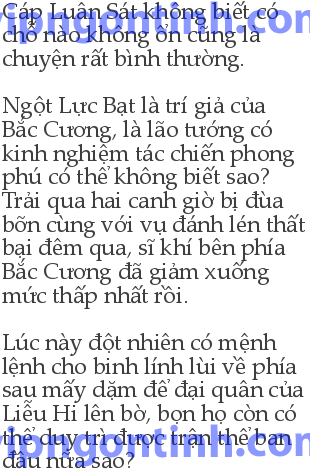 Cáp Luân Sát không biết có
chỗ nào không ổn cũng là
chuyện rất bình thường.
Ngột Lực Bạt là trí giả của
Bắc Cương, là lão tướng có
kinh nghiệm tác chiến phong
phú có thể không biết sao?
Trải qua hai canh giờ bị đùa
bỡn cùng với vụ đánh lén thất
bại đêm qua, sĩ khí bên phía
Bắc Cương đã giảm xuống
mức thấp nhất rồi.
Lúc này đột nhiên có mệnh
lệnh cho binh lính lùi về phía
sau mấy dặm để đại quân của
Liễu Hi lên bờ, bọn họ còn có
thể duy trì được trận thế ban
đầu nữa sao?
vipngontinh.com
vipngontinh.com